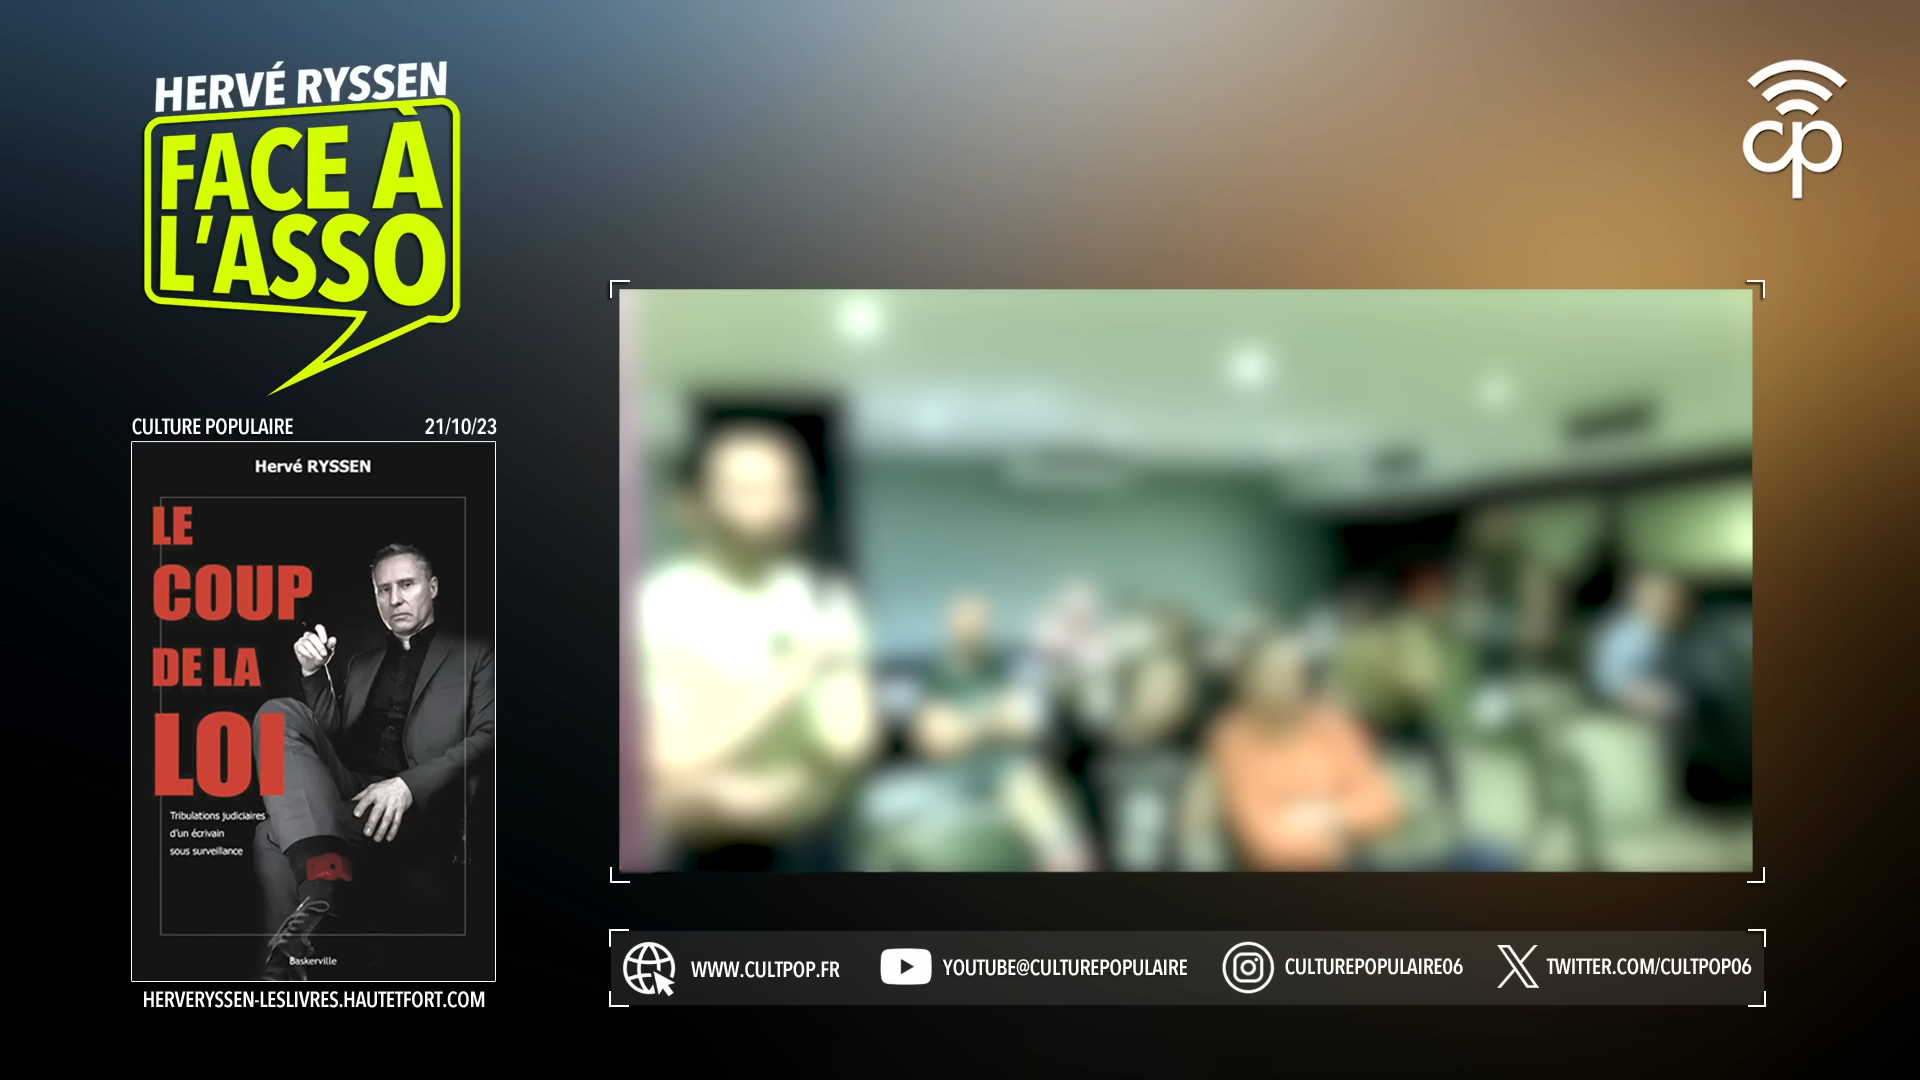 HERVÉ RYSSEN
FACE À
L'ASSO
cp
CULTURE POPULAIRE 21/10/23
Hervé RYSSEN
LE
COUP
DE LA
LOI
Tribulations judiciaires
d'un écrivain
sous surveillance
Baskerville
HERVERYSSEN-LESLIVRES.HAUTETFORT.COM
WWW.CULTPOP.FR YOUTUBE@CULTUREPOPULAIRE CULTUREPOPULAIRE06 TWITTER.COM/CULTPOP06